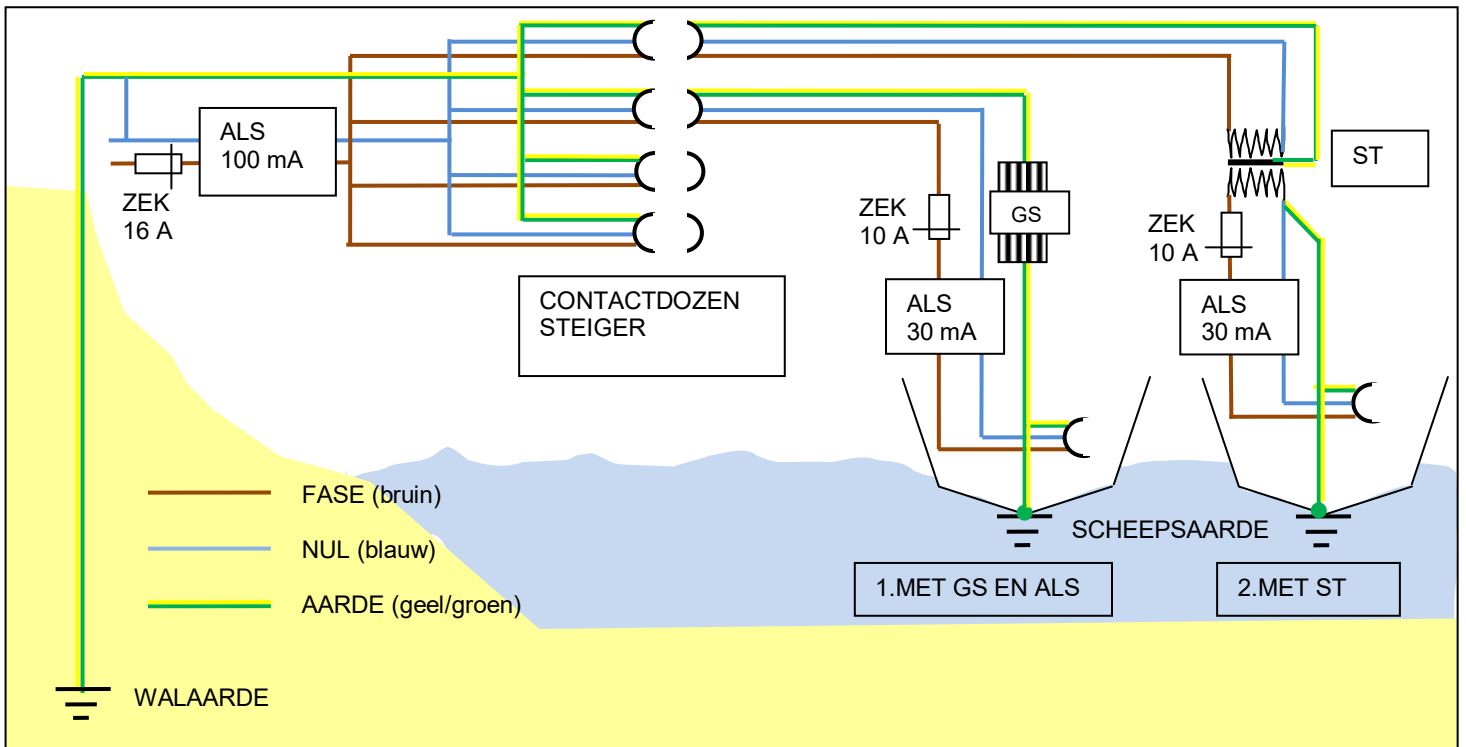 ALS
100 mA
ZEK
16 A
CONTACTDOZEN
STEIGER
ZEK
10 A
GS
ALS
30 mA
ST
ZEK
10 A
ALS
30 mA
FASE (bruin)
NUL (blauw)
AARDE (geel/groen)
SCHEEPSAARDE
1.MET GS EN ALS
2.MET ST
WALAARDE